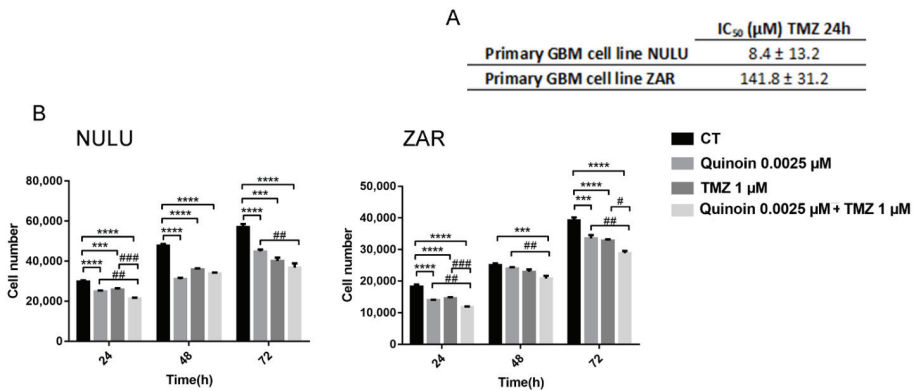 A
IC₅₀ (µM) TMZ 24h
Primary GBM cell line NULU 8.4 ± 13.2
Primary GBM cell line ZAR 141.8 ± 31.2
B
NULU
80,000
60,000
40,000
20,000
0
Cell number
24 48 72
Time(h)
**** *** **** ### ##
**** **** ****
**** *** **** ##
ZAR
50,000
40,000
30,000
20,000
10,000
0
Cell number
24 48 72
Time(h)
**** **** **** ### ##
*** ##
**** **** *** # ##
CT
Quinoin 0.0025 µM
TMZ 1 µM
Quinoin 0.0025 µM + TMZ 1 µM